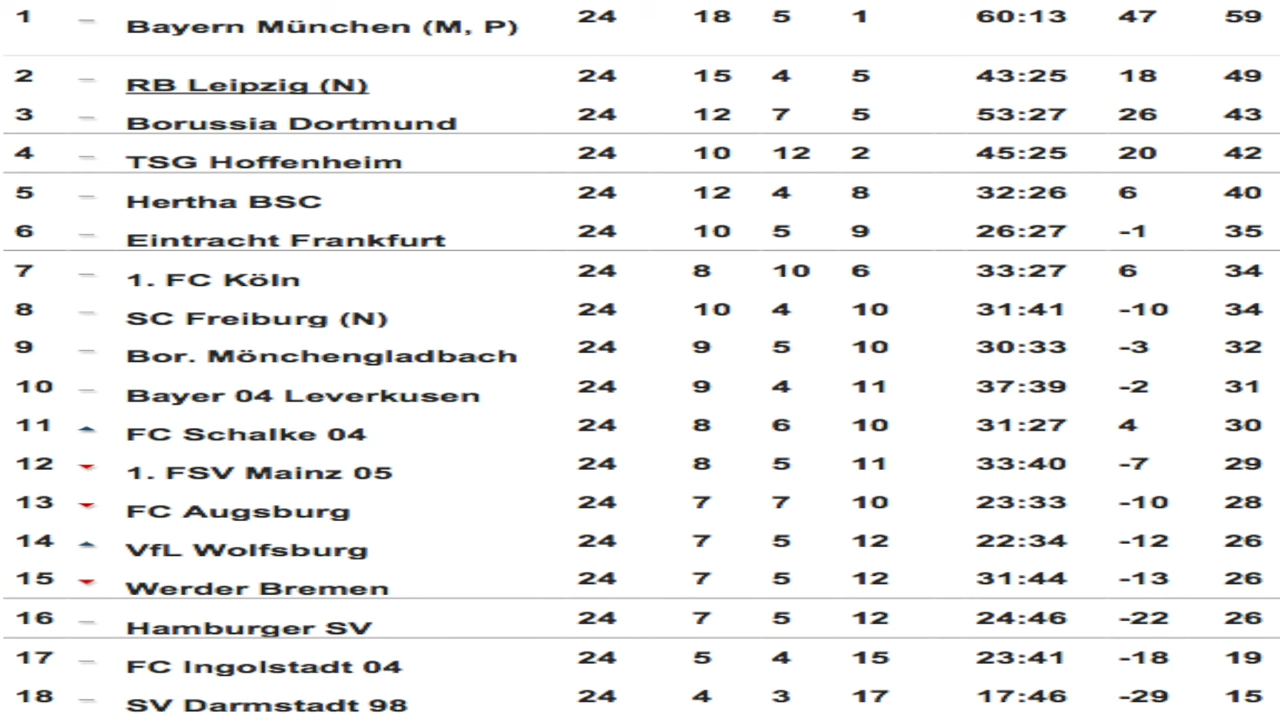 1 – Bayern München (M, P) 24 18 5 1 60:13 47 59
2 – RB Leipzig (N) 24 15 4 5 43:25 18 49
3 – Borussia Dortmund 24 12 7 5 53:27 26 43
4 – TSG Hoffenheim 24 10 12 2 45:25 20 42
5 – Hertha BSC 24 12 4 8 32:26 6 40
6 – Eintracht Frankfurt 24 10 5 9 26:27 -1 35
7 – 1. FC Köln 24 8 10 6 33:27 6 34
8 – SC Freiburg (N) 24 10 4 10 31:41 -10 34
9 – Bor. Mönchengladbach 24 9 5 10 30:33 -3 32
10 – Bayer 04 Leverkusen 24 9 4 11 37:39 -2 31
11 FC Schalke 04 24 8 6 10 31:27 4 30
12 1. FSV Mainz 05 24 8 5 11 33:40 -7 29
13 FC Augsburg 24 7 7 10 23:33 -10 28
14 VfL Wolfsburg 24 7 5 12 22:34 -12 26
15 Werder Bremen 24 7 5 12 31:44 -13 26
16 – Hamburger SV 24 7 5 12 24:46 -22 26
17 – FC Ingolstadt 04 24 5 4 15 23:41 -18 19
18 – SV Darmstadt 98 24 4 3 17 17:46 -29 15